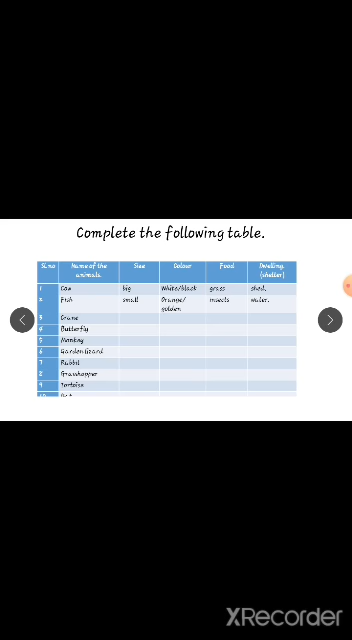 Complete the following table.
Sl.no Name of the animals. Size Colour Food Dwelling (shelter)
1 Cow big White/black grass shed.
2 Fish small Orange/golden insects water.
3 Crane
4 Butterfly
5 Monkey
6 Garden lizard
7 Rabbit
8 Grasshopper
9 Tortoise
10
XRecorder